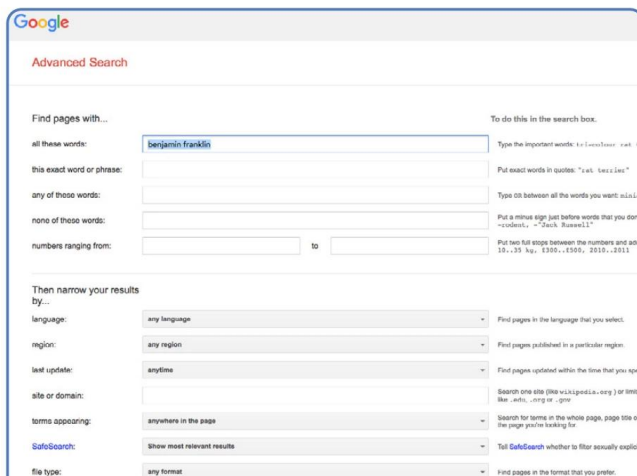 Google
Advanced Search
Find pages with...
To do this in the search box.
all these words:
benjamin franklin
Type the important words: tri-colour rat
this exact word or phrase:
Put exact words in quotes: "rat terrier"
any of these words:
Type OR between all the words you want:
none of these words:
Put a minus sign just before words that you
-rodent, -"Jack Russell"
numbers ranging from:
to
Put two full stops between the numbers and
10..35 kg, £300..£500, 2010..2011
Then narrow your results
by...
language:
any language
Find pages in the language that you select.
region:
any region
Find pages published in a particular region.
last update:
anytime
Find pages updated within the time that you
site or domain:
Search one site (like wikipedia.org) or
like .edu, .org or .gov
terms appearing:
anywhere in the page
Search for terms in the whole page, page title
the page you're looking for.
SafeSearch:
Show most relevant results
Tell SafeSearch whether to filter sexually
file type:
any format
Find pages in the format that you prefer.